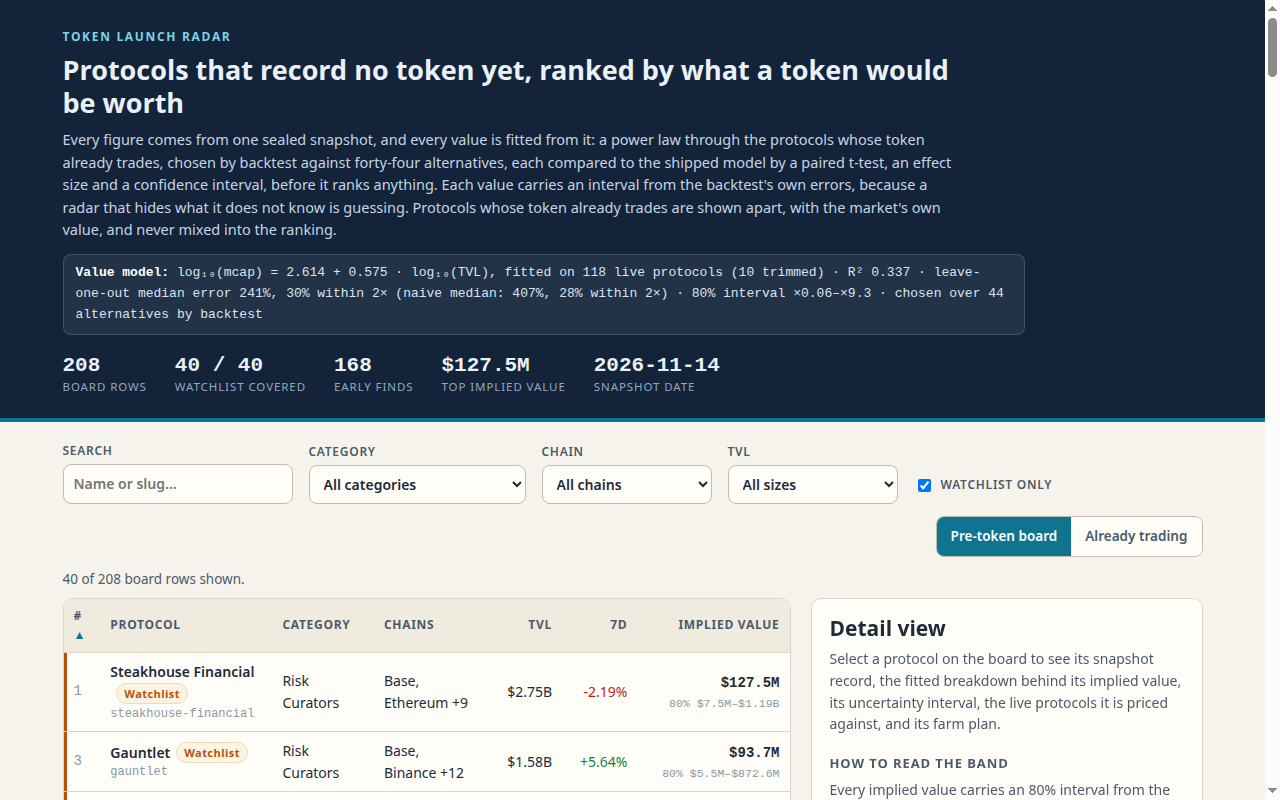 TOKEN LAUNCH RADAR
Protocols that record no token yet, ranked by what a token would
be worth
Every figure comes from one sealed snapshot, and every value is fitted from it: a power law through the protocols whose token
already trades, chosen by backtest against forty-four alternatives, each compared to the shipped model by a paired t-test, an effect
size and a confidence interval, before it ranks anything. Each value carries an interval from the backtest's own errors, because a
radar that hides what it does not know is guessing. Protocols whose token already trades are shown apart, with the market's own
value, and never mixed into the ranking.
Value model: log₁₀(mcap) = 2.614 + 0.575 · log₁₀(TVL), fitted on 118 live protocols (10 trimmed) · R² 0.337 · leave-
one-out median error 241%, 30% within 2× (naive median: 407%, 28% within 2×) · 80% interval ×0.06–×9.3 · chosen over 44
alternatives by backtest
208 40 / 40 168 $127.5M 2026-11-14
BOARD ROWS WATCHLIST COVERED EARLY FINDS TOP IMPLIED VALUE SNAPSHOT DATE
SEARCH CATEGORY CHAIN TVL
Name or slug... All categories All chains All sizes WATCHLIST ONLY
Pre-token board Already trading
40 of 208 board rows shown.
# ▲ PROTOCOL CATEGORY CHAINS TVL 7D IMPLIED VALUE
1 Steakhouse Financial Watchlist steakhouse-financial Risk Curators Base, Ethereum +9 $2.75B -2.19% $127.5M 80% $7.5M–$1.19B
3 Gauntlet Watchlist gauntlet Risk Curators Base, Binance +12 $1.58B +5.64% $93.7M 80% $5.5M–$872.6M
Detail view
Select a protocol on the board to see its snapshot
record, the fitted breakdown behind its implied value,
its uncertainty interval, the live protocols it is priced
against, and its farm plan.
HOW TO READ THE BAND
Every implied value carries an 80% interval from the